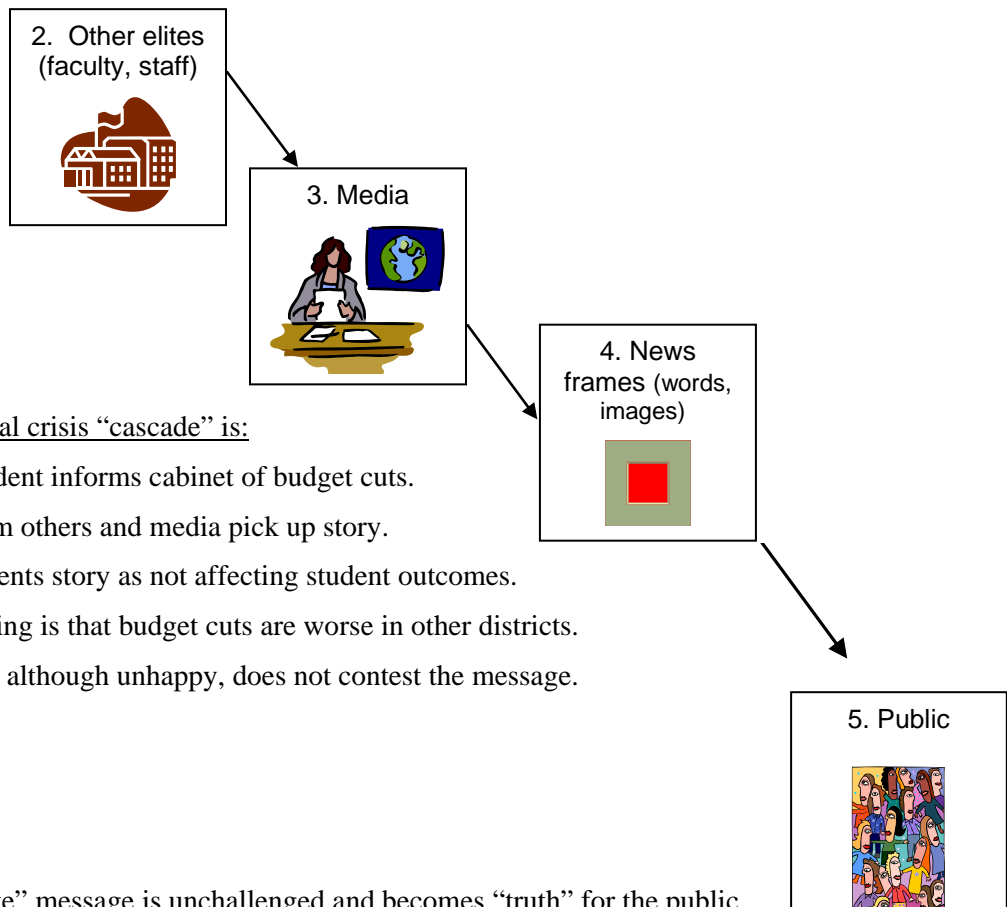 2. Other elites
(faculty, staff)
3. Media
4. News
frames (words,
images)
al crisis “cascade” is:
dent informs cabinet of budget cuts.
m others and media pick up story.
ents story as not affecting student outcomes.
ing is that budget cuts are worse in other districts.
although unhappy, does not contest the message.
5. Public
e” message is unchallenged and becomes “truth” for the public